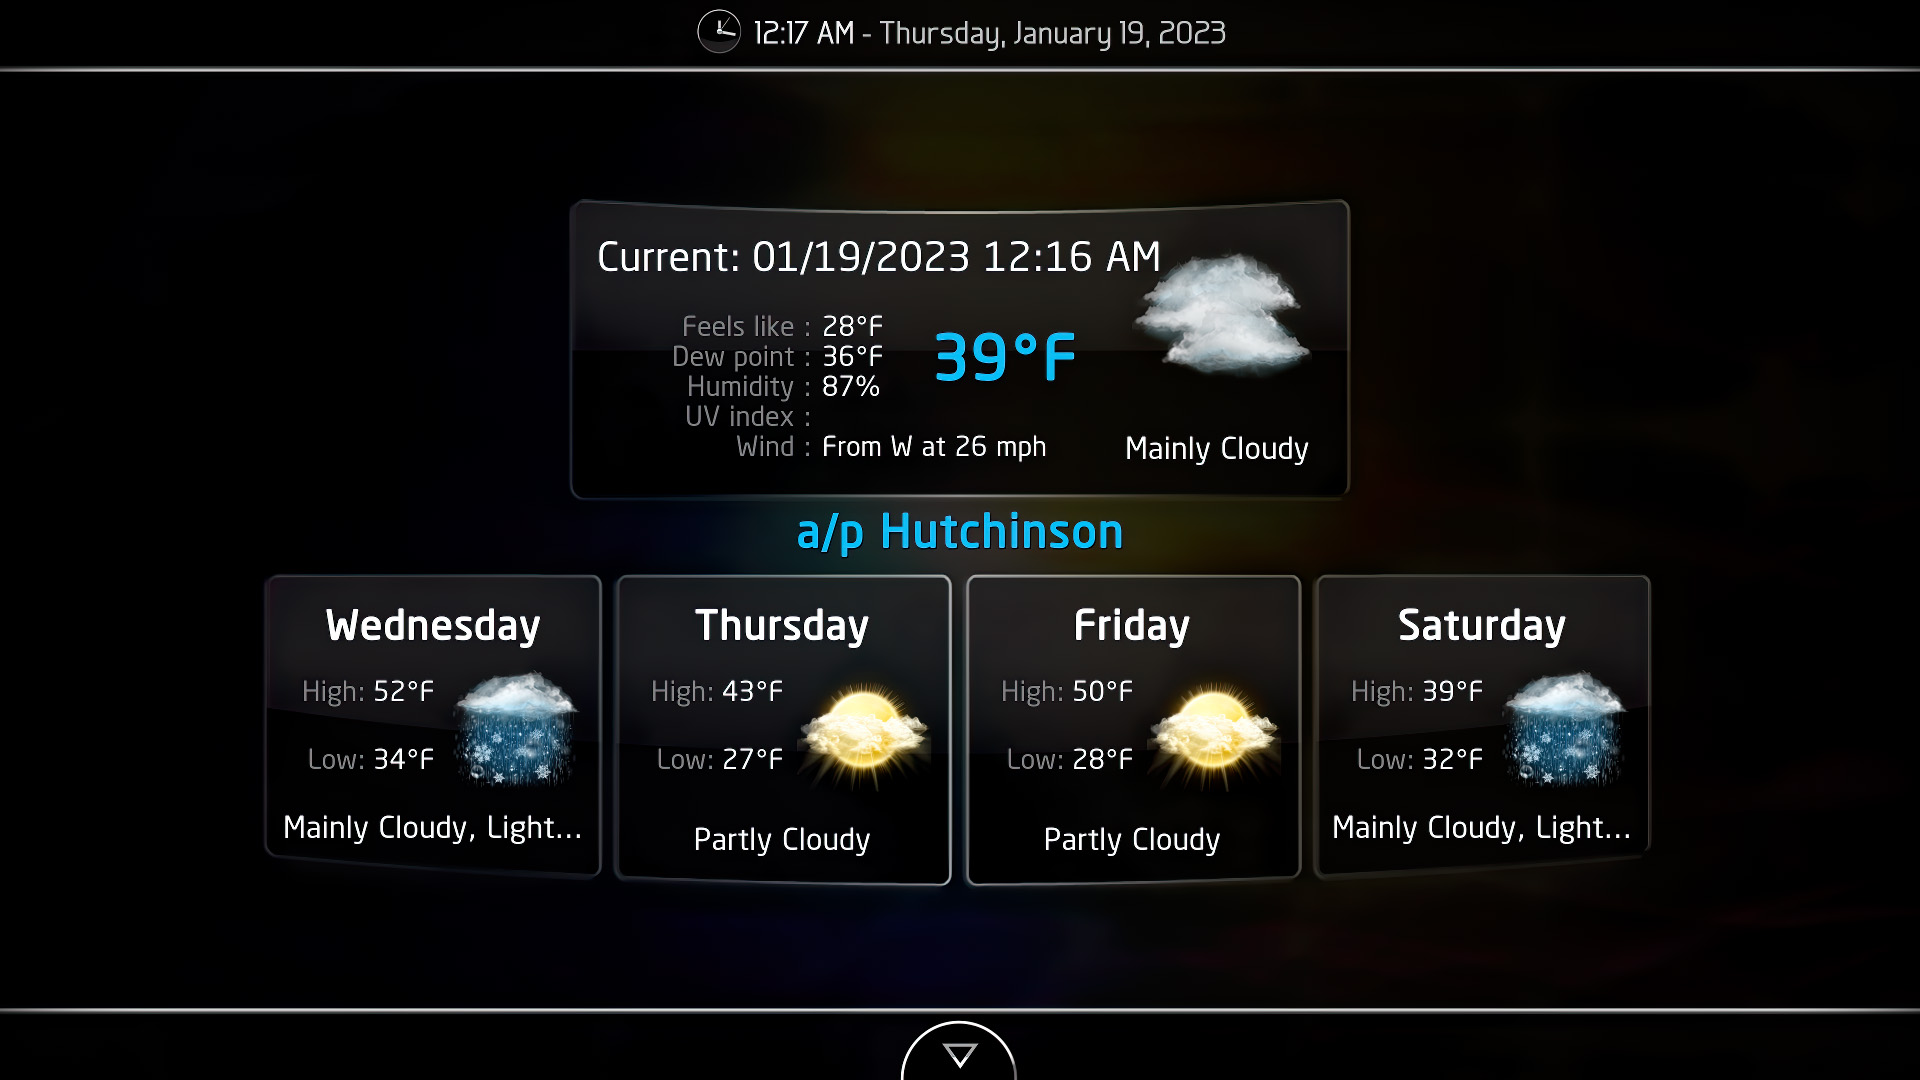 12:17 AM - Thursday, January 19, 2023
Current: 01/19/2023 12:16 AM
Feels like : 28°F
Dew point : 36°F
Humidity : 87%
UV index :
Wind : From W at 26 mph
39°F
Mainly Cloudy
a/p Hutchinson
Wednesday
High: 52°F
Low: 34°F
Mainly Cloudy, Light...
Thursday
High: 43°F
Low: 27°F
Partly Cloudy
Friday
High: 50°F
Low: 28°F
Partly Cloudy
Saturday
High: 39°F
Low: 32°F
Mainly Cloudy, Light...